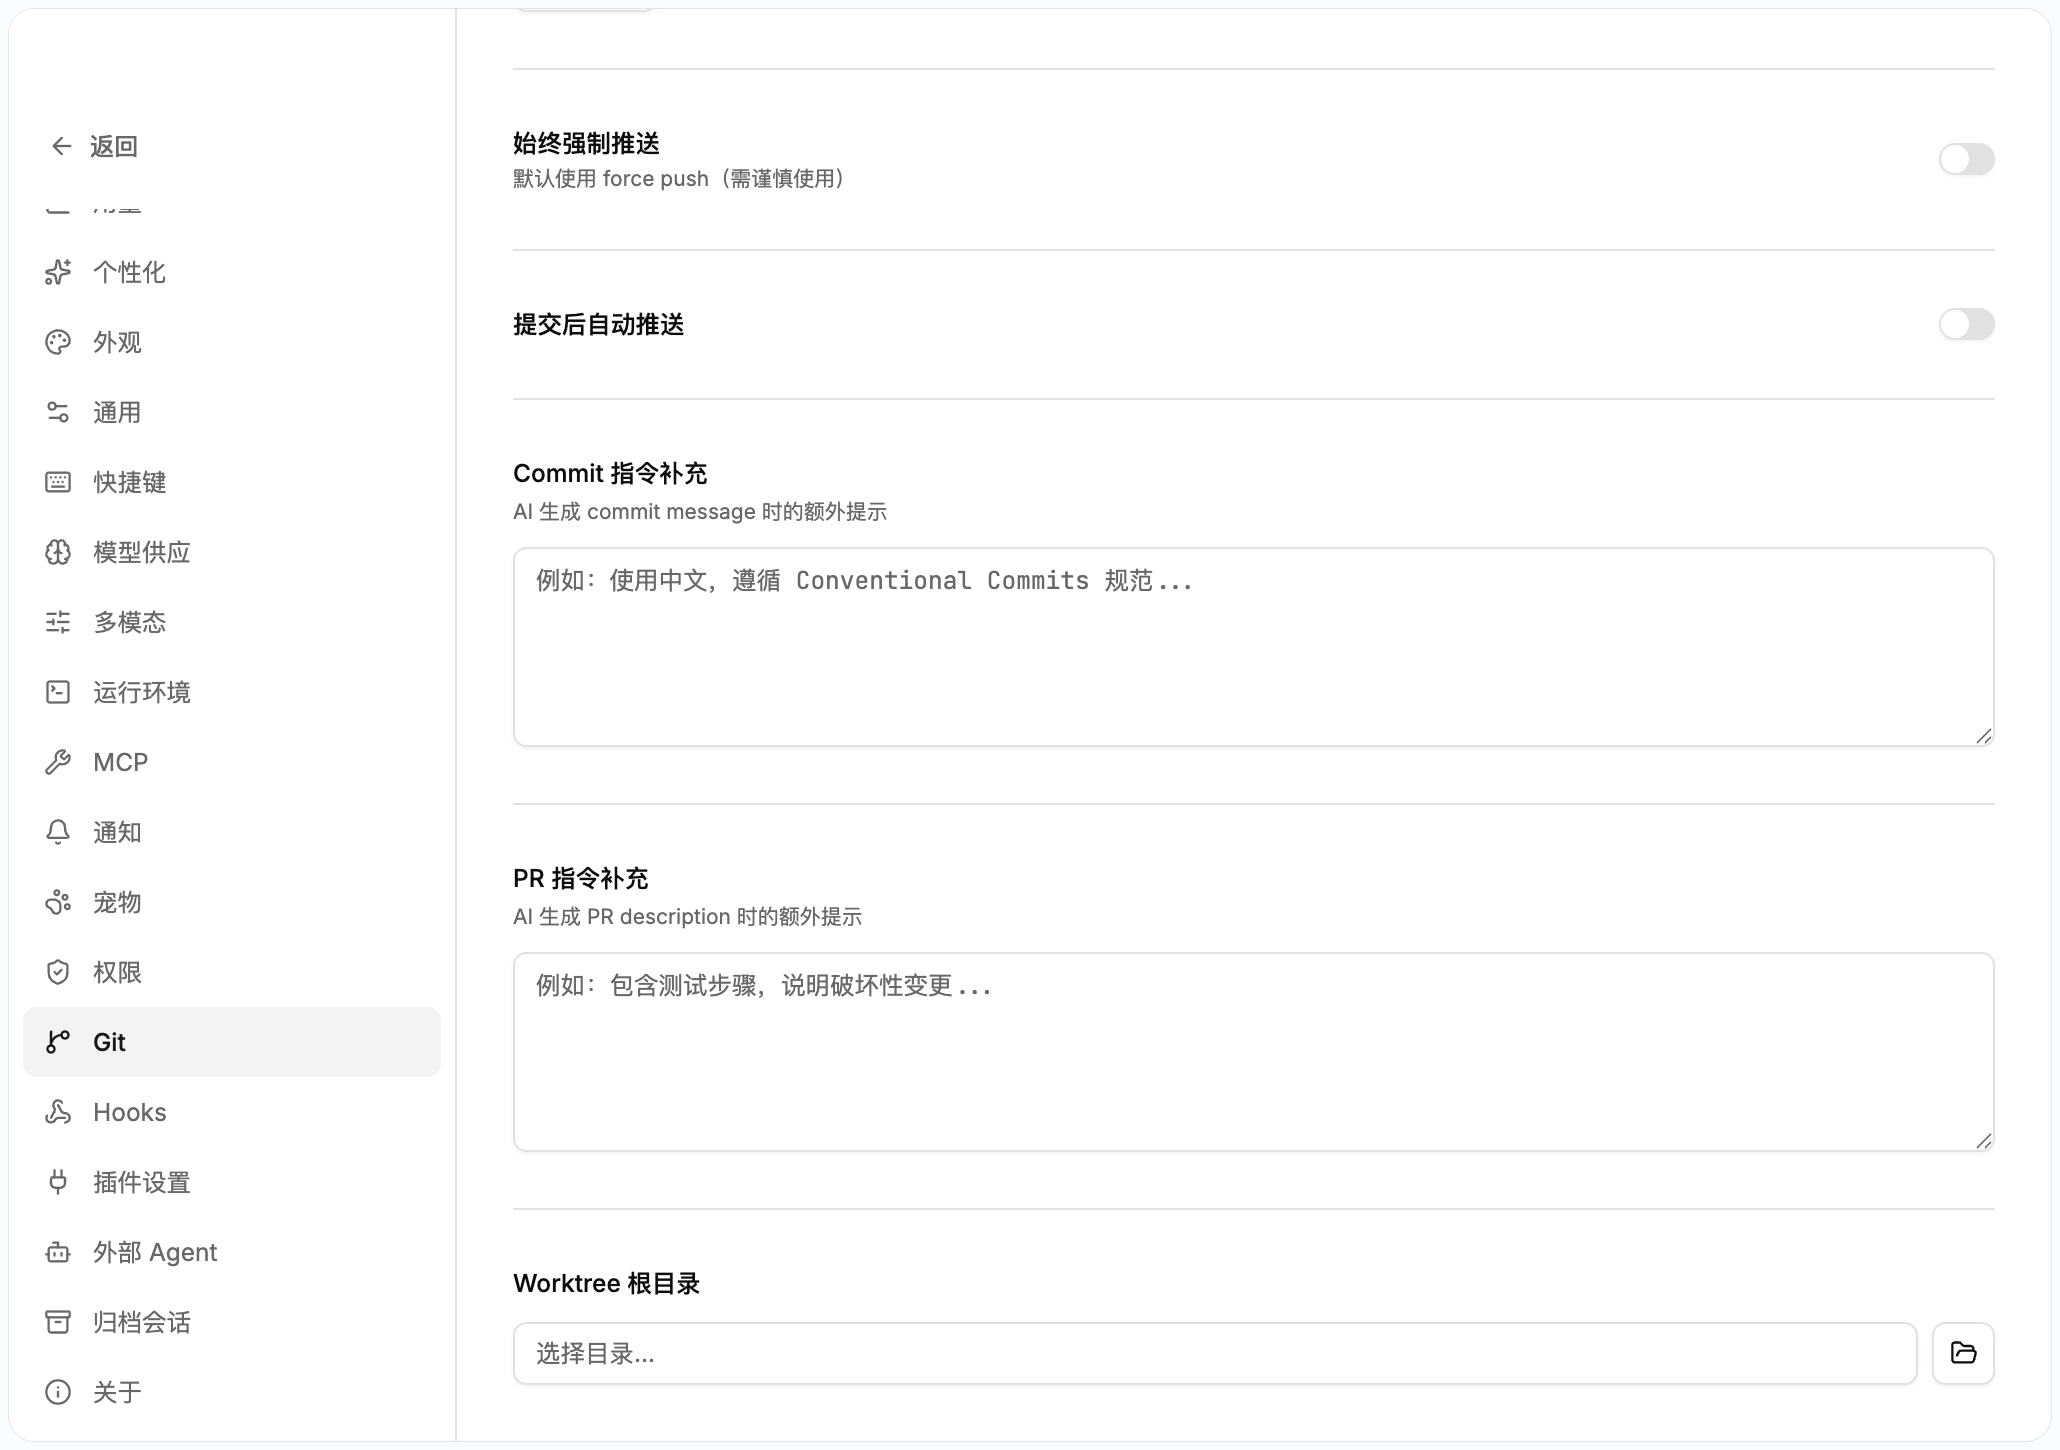 返回
个性化
外观
通用
快捷键
模型供应
多模态
运行环境
MCP
通知
宠物
权限
Git
Hooks
插件设置
外部 Agent
归档会话
关于
始终强制推送
默认使用 force push（需谨慎使用）
提交后自动推送
Commit 指令补充
AI 生成 commit message 时的额外提示
例如：使用中文，遵循 Conventional Commits 规范...
PR 指令补充
AI 生成 PR description 时的额外提示
例如：包含测试步骤，说明破坏性变更...
Worktree 根目录
选择目录...